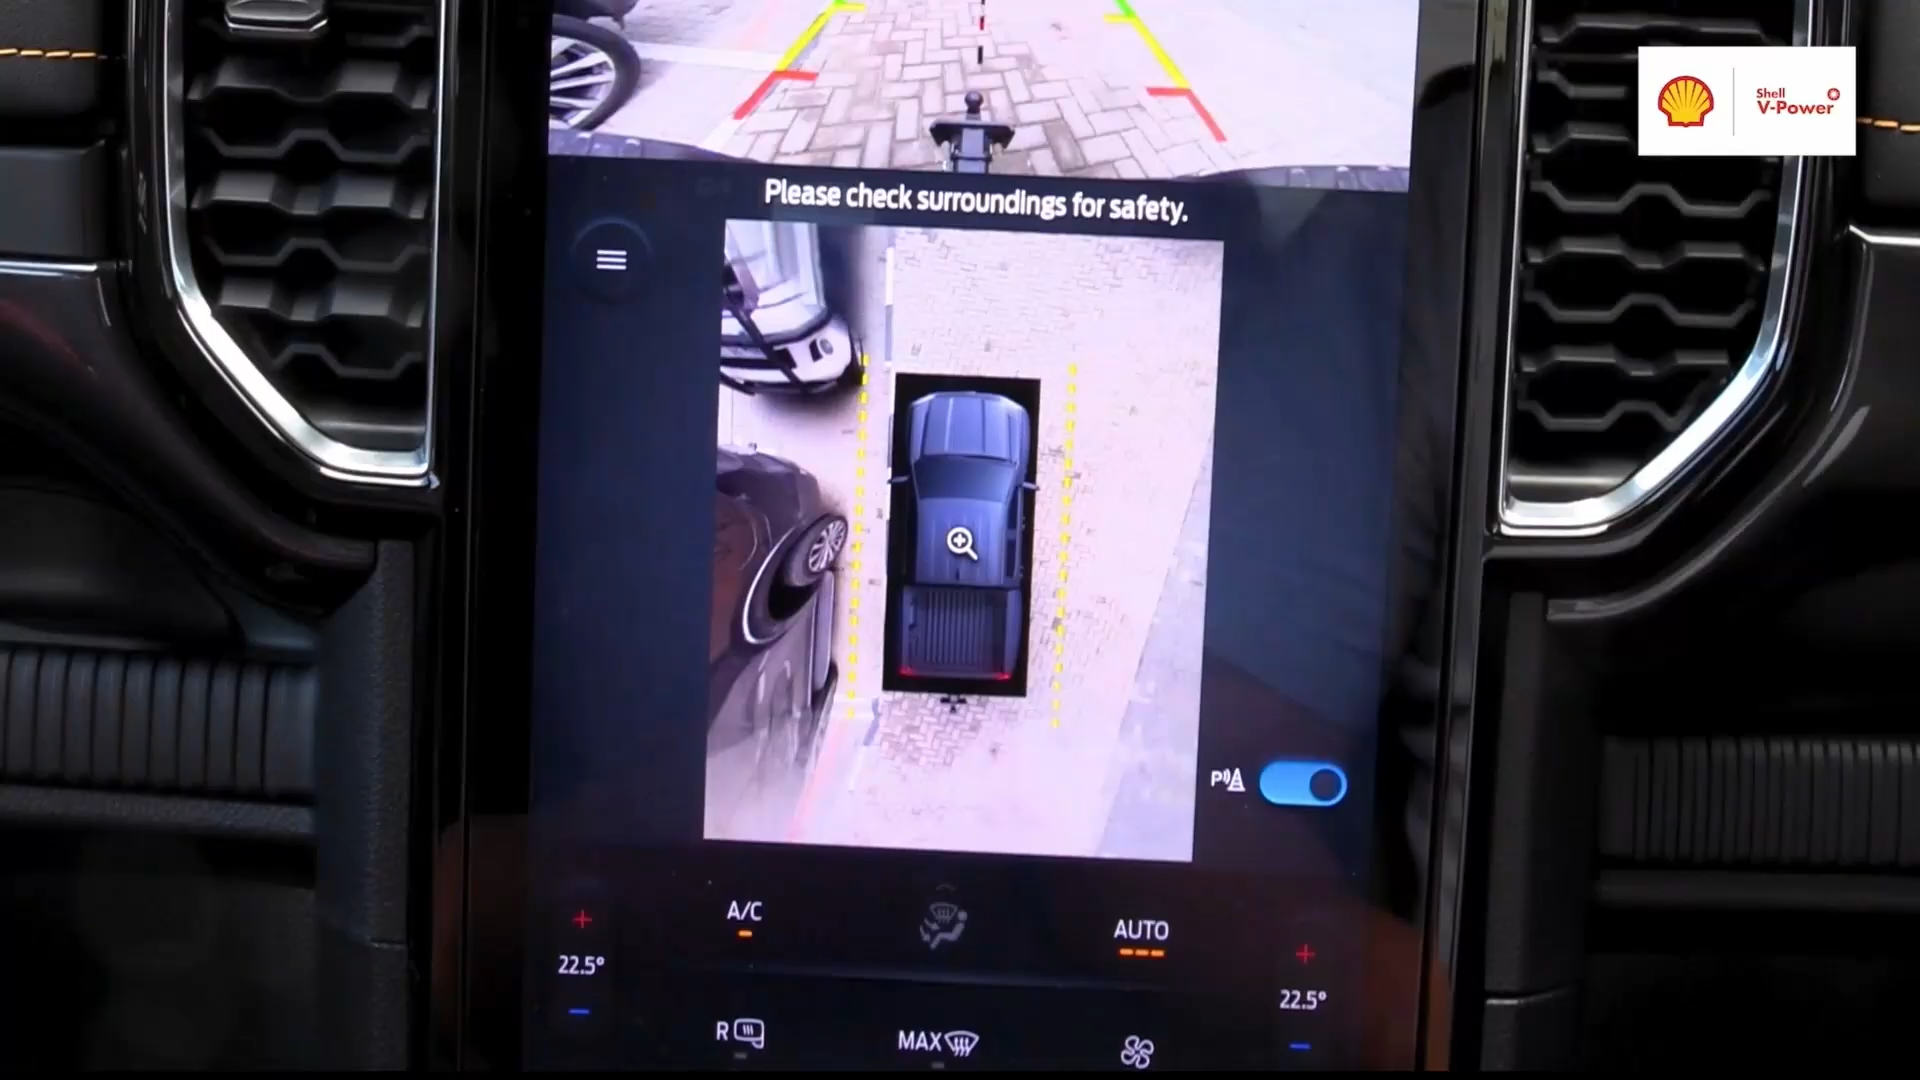 Shell
V-Power
Please check surroundings for safety.
P
A/C
AUTO
22.5°
22.5°
R
MAX